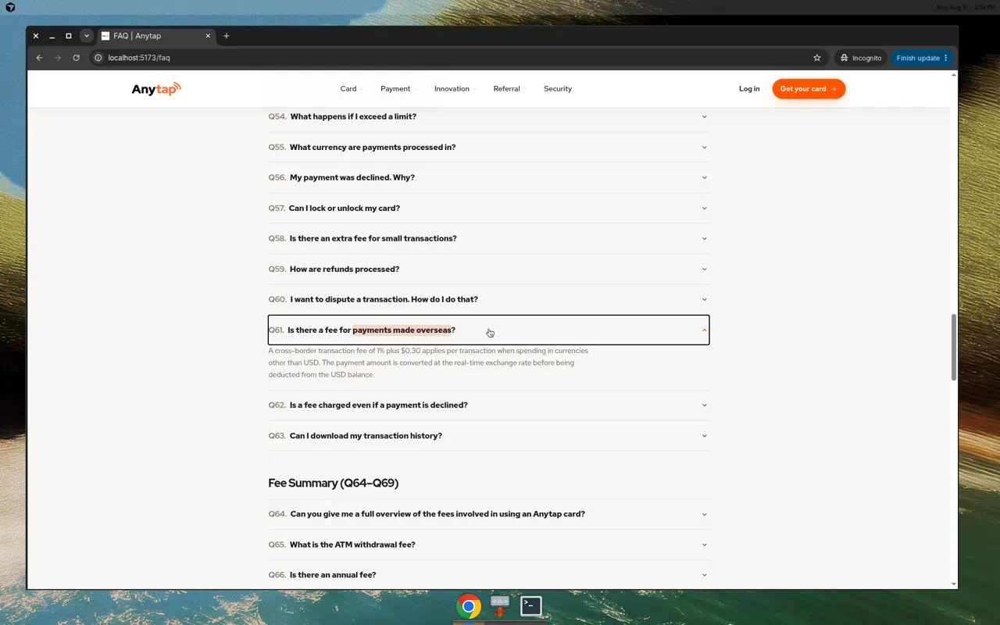 Mon Aug 31 2:34 PM
FAQ | Anytap
localhost:5173/faq
Incognito
Finish update
Anytap
Card
Payment
Innovation
Referral
Security
Log in
Get your card →
Q54. What happens if I exceed a limit?
Q55. What currency are payments processed in?
Q56. My payment was declined. Why?
Q57. Can I lock or unlock my card?
Q58. Is there an extra fee for small transactions?
Q59. How are refunds processed?
Q60. I want to dispute a transaction. How do I do that?
Q61. Is there a fee for payments made overseas?
A cross-border transaction fee of 1% plus $0.30 applies per transaction when spending in currencies
other than USD. The payment amount is converted at the real-time exchange rate before being
deducted from the USD balance.
Q62. Is a fee charged even if a payment is declined?
Q63. Can I download my transaction history?
Fee Summary (Q64–Q69)
Q64. Can you give me a full overview of the fees involved in using an Anytap card?
Q65. What is the ATM withdrawal fee?
Q66. Is there an annual fee?